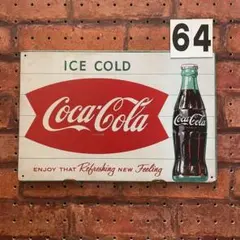 64
ICE COLD
Coca-Cola
Coca-Cola
ENJOY THAT Refreshing NEW Feeling